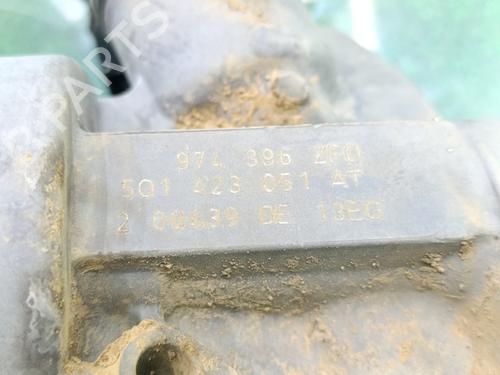 B-PARTS
974 396 ZF0
5Q1 423 051 AT
DE 13EG